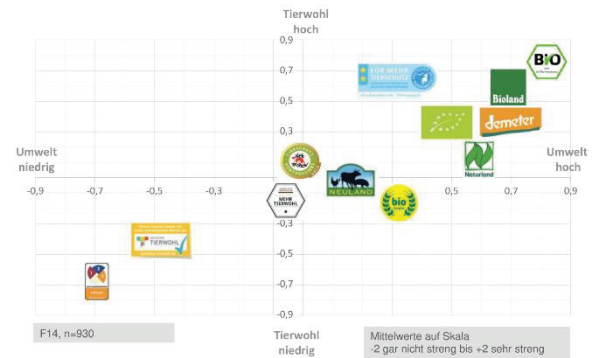 Tierwohl
hoch
0,9
0,7
0,5
0,3
FÜR MEHR
TIERSCHUTZ
BIO
Bioland
demeter
Naturland
Umwelt
niedrig
Umwelt
hoch
-0,9
-0,7
-0,5
-0,3
0,1
0,5
0,7
0,9
NEULAND
MEHR
TIERWOHL
bio
TIERWOHL
-0,3
-0,5
-0,7
-0,9
F14, n=930
Tierwohl
niedrig
Mittelwerte auf Skala
-2 gar nicht streng bis +2 sehr streng